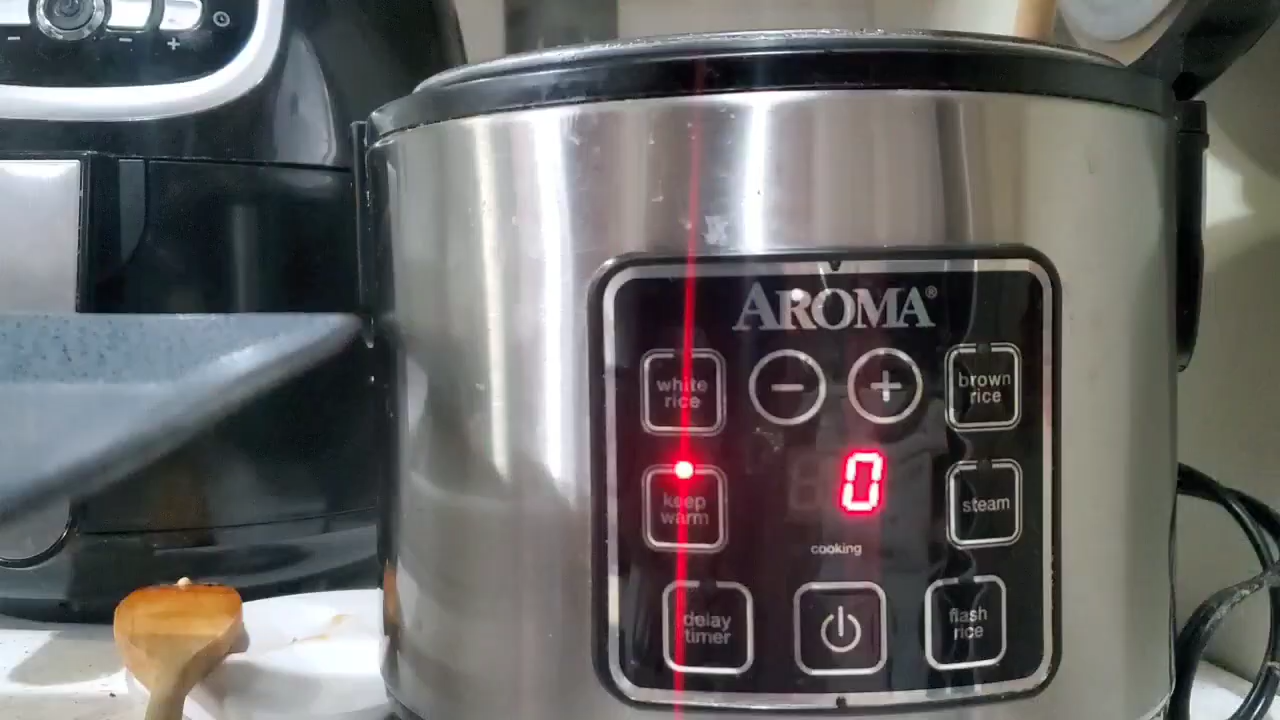 AROMA®
white
rice
−
+
brown
rice
keep
warm
0
steam
cooking
delay
timer
flash
rice